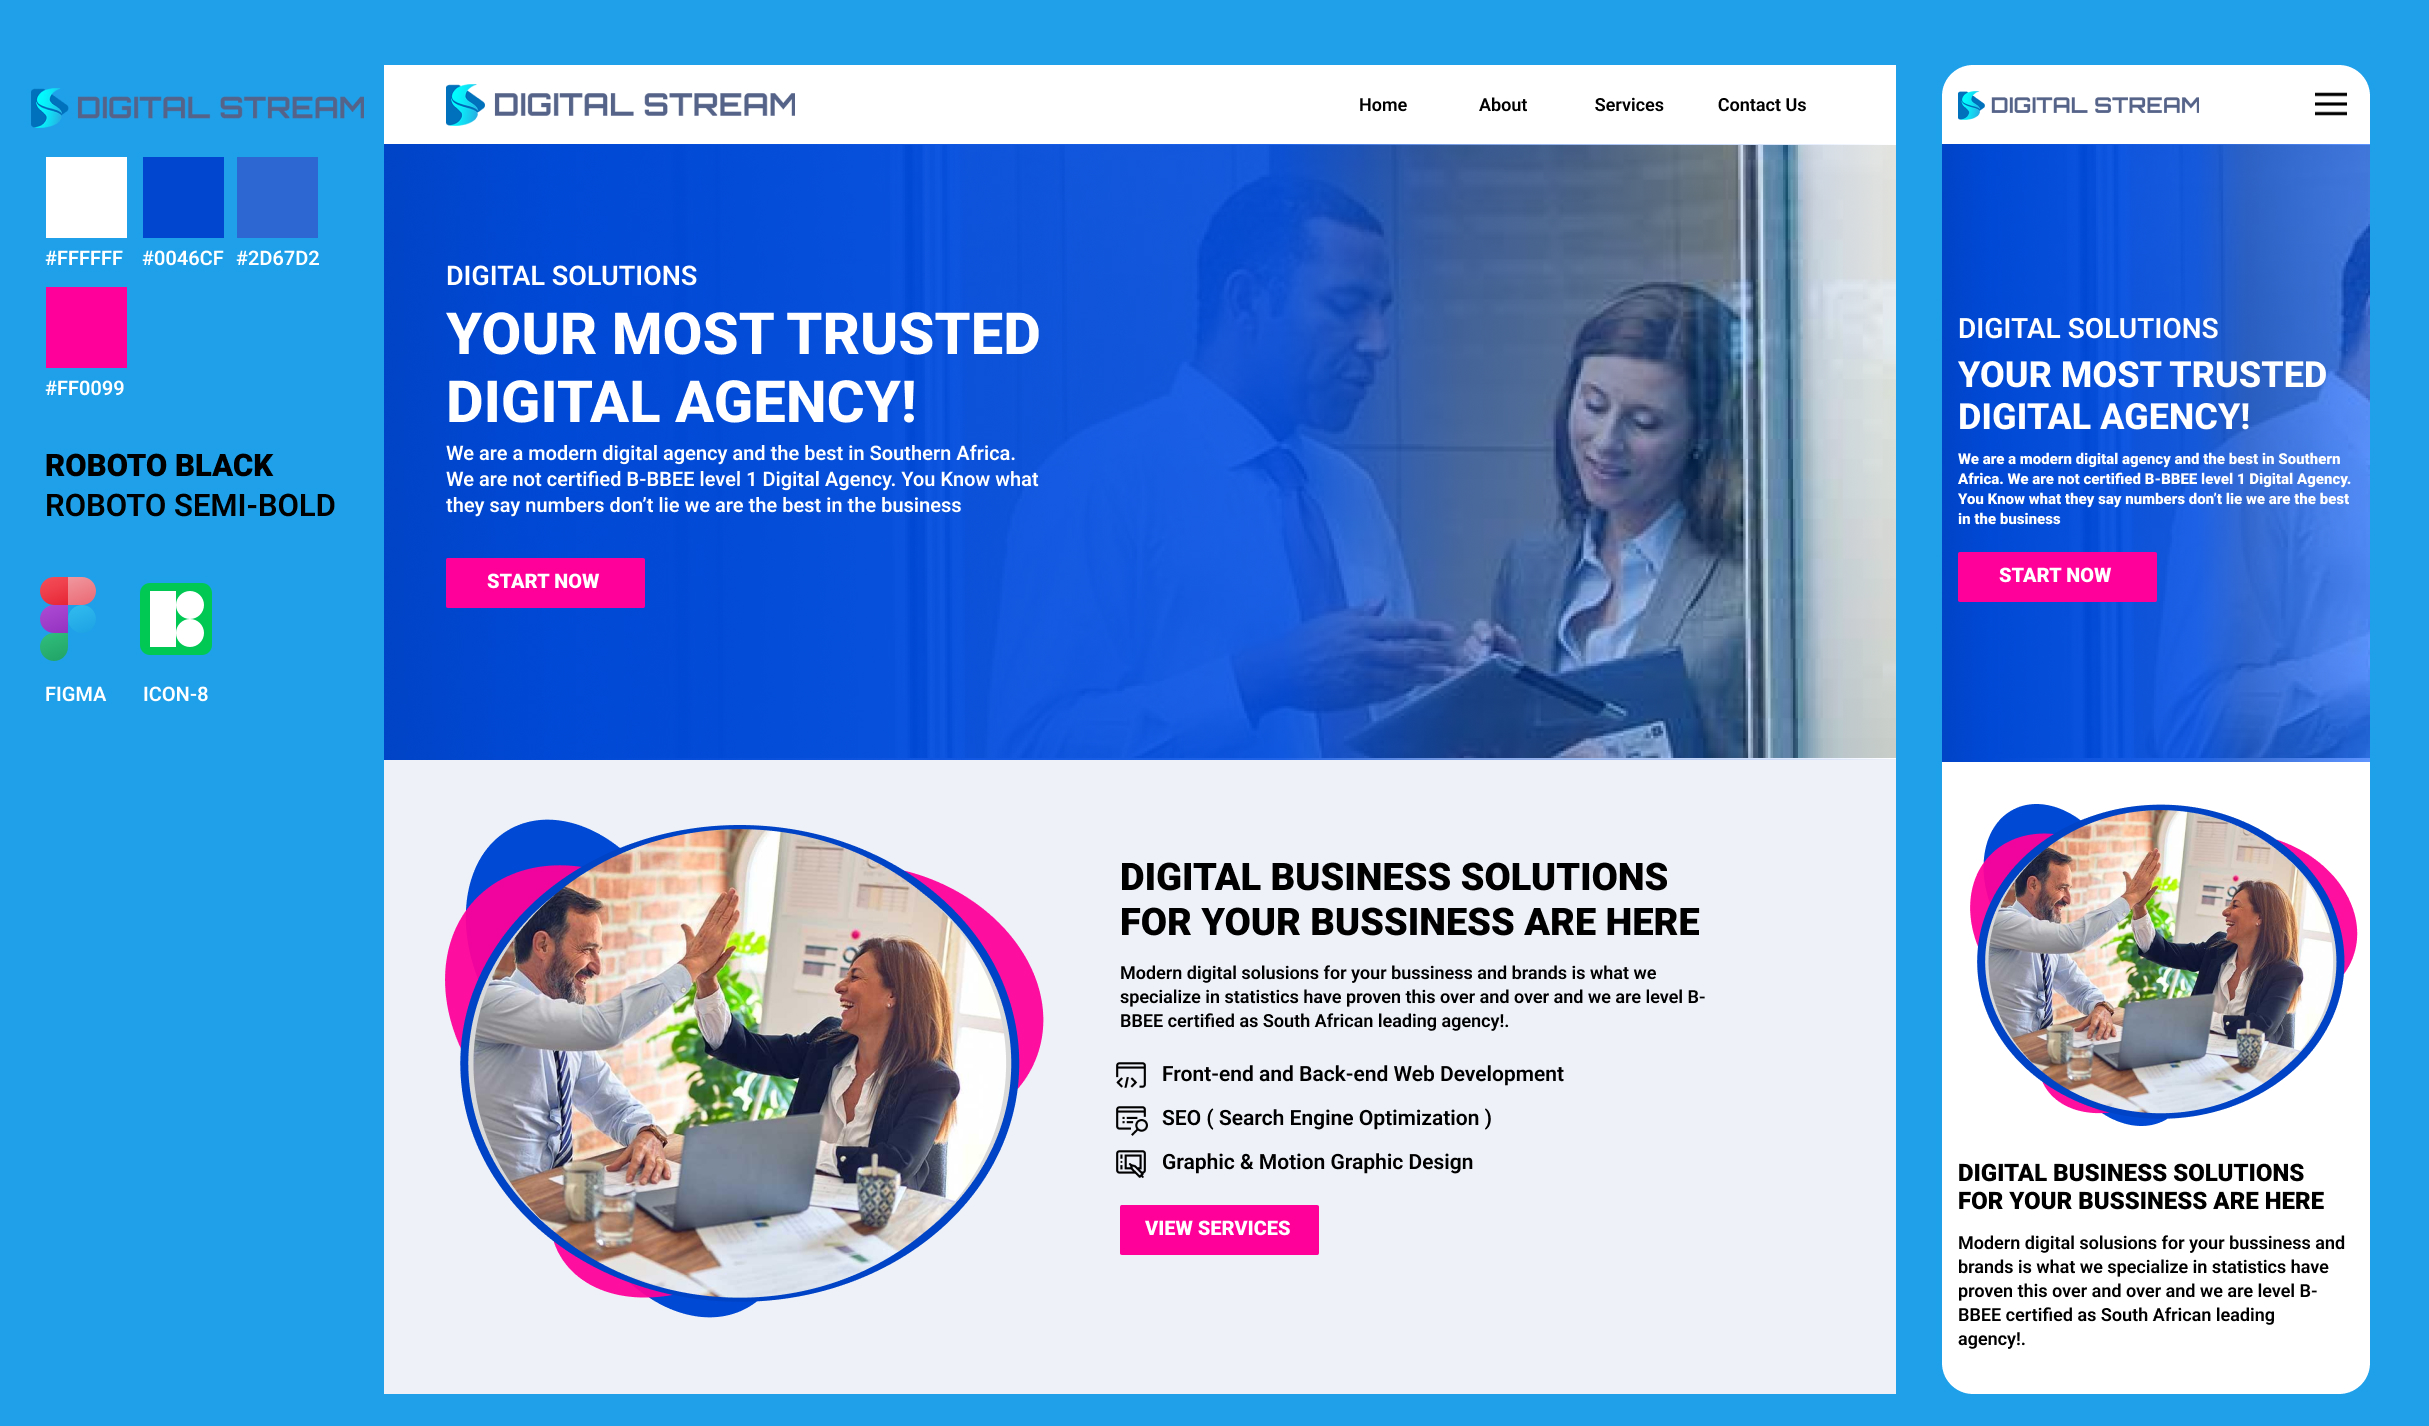 DIGITAL STREAM
#FFFFFF
#0046CF
#2D67D2
#FF0099
ROBOTO BLACK
ROBOTO SEMI-BOLD
FIGMA
ICON-8
DIGITAL STREAM
Home
About
Services
Contact Us
DIGITAL SOLUTIONS
YOUR MOST TRUSTED
DIGITAL AGENCY!
We are a modern digital agency and the best in Southern Africa.
We are not certified B-BBEE level 1 Digital Agency. You Know what
they say numbers don’t lie we are the best in the business
START NOW
DIGITAL BUSINESS SOLUTIONS
FOR YOUR BUSSINESS ARE HERE
Modern digital solusions for your bussiness and brands is what we
specialize in statistics have proven this over and over and we are level B-
BBEE certified as South African leading agency!.
Front-end and Back-end Web Development
SEO ( Search Engine Optimization )
Graphic & Motion Graphic Design
VIEW SERVICES
DIGITAL STREAM
DIGITAL SOLUTIONS
YOUR MOST TRUSTED
DIGITAL AGENCY!
We are a modern digital agency and the best in Southern
Africa. We are not certified B-BBEE level 1 Digital Agency.
You Know what they say numbers don’t lie we are the best
in the business
START NOW
DIGITAL BUSINESS SOLUTIONS
FOR YOUR BUSSINESS ARE HERE
Modern digital solusions for your bussiness and
brands is what we specialize in statistics have
proven this over and over and we are level B-
BBEE certified as South African leading
agency!.